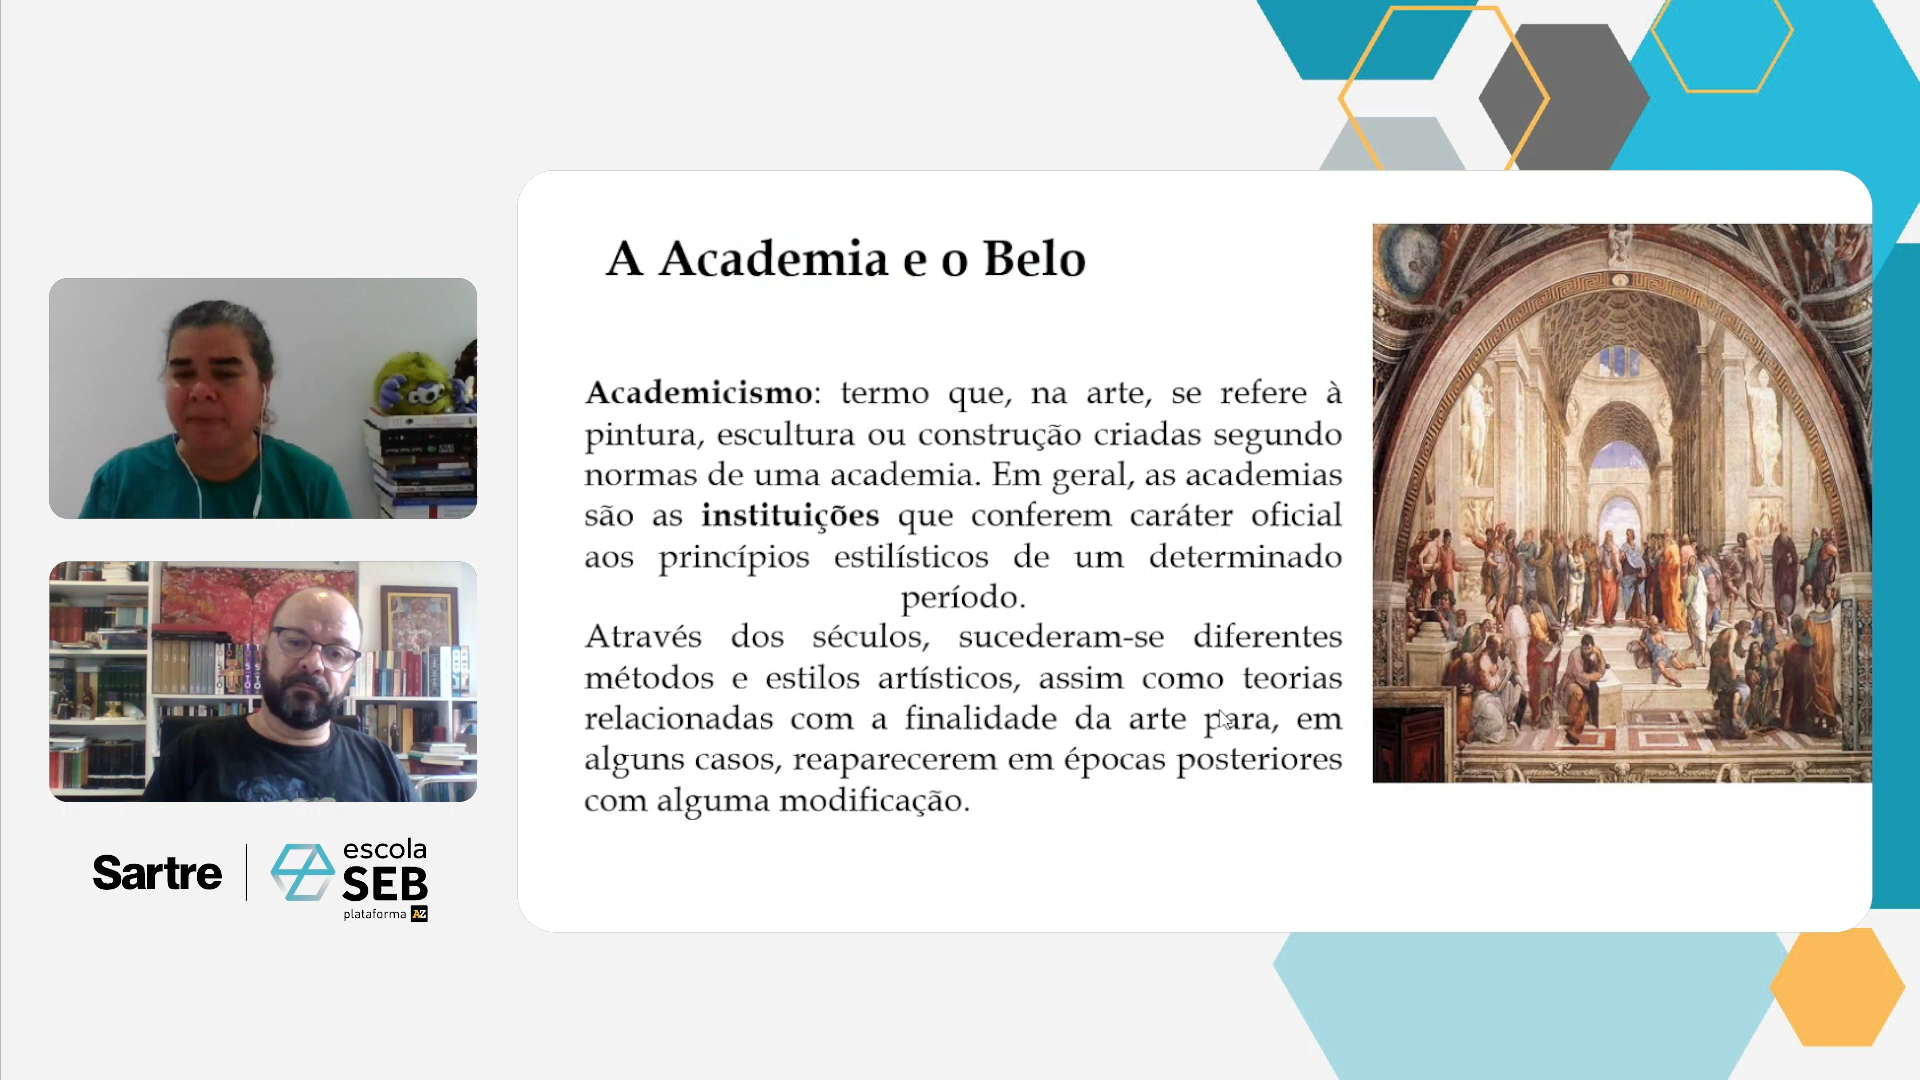 A Academia e o Belo
Academicismo: termo que, na arte, se refere à
pintura, escultura ou construção criadas segundo
normas de uma academia. Em geral, as academias
são as instituições que conferem caráter oficial
aos princípios estilísticos de um determinado
período.
Através dos séculos, sucederam-se diferentes
métodos e estilos artísticos, assim como teorias
relacionadas com a finalidade da arte para, em
alguns casos, reaparecerem em épocas posteriores
com alguma modificação.
Sartre
escola
SEB
plataforma AZ